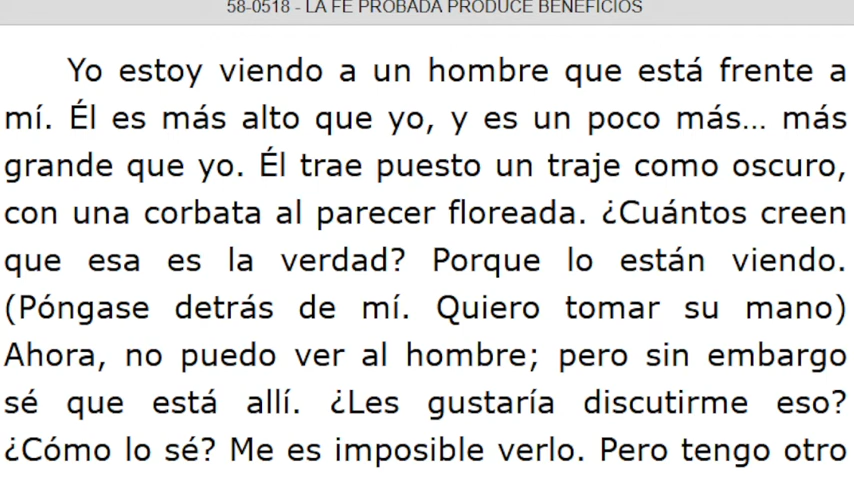 58-0518 - LA FE PROBADA PRODUCE BENEFICIOS
Yo estoy viendo a un hombre que está frente a
mí. Él es más alto que yo, y es un poco más... más
grande que yo. Él trae puesto un traje como oscuro,
con una corbata al parecer floreada. ¿Cuántos creen
que esa es la verdad? Porque lo están viendo.
(Póngase detrás de mí. Quiero tomar su mano)
Ahora, no puedo ver al hombre; pero sin embargo
sé que está allí. ¿Les gustaría discutirme eso?
¿Cómo lo sé? Me es imposible verlo. Pero tengo otro